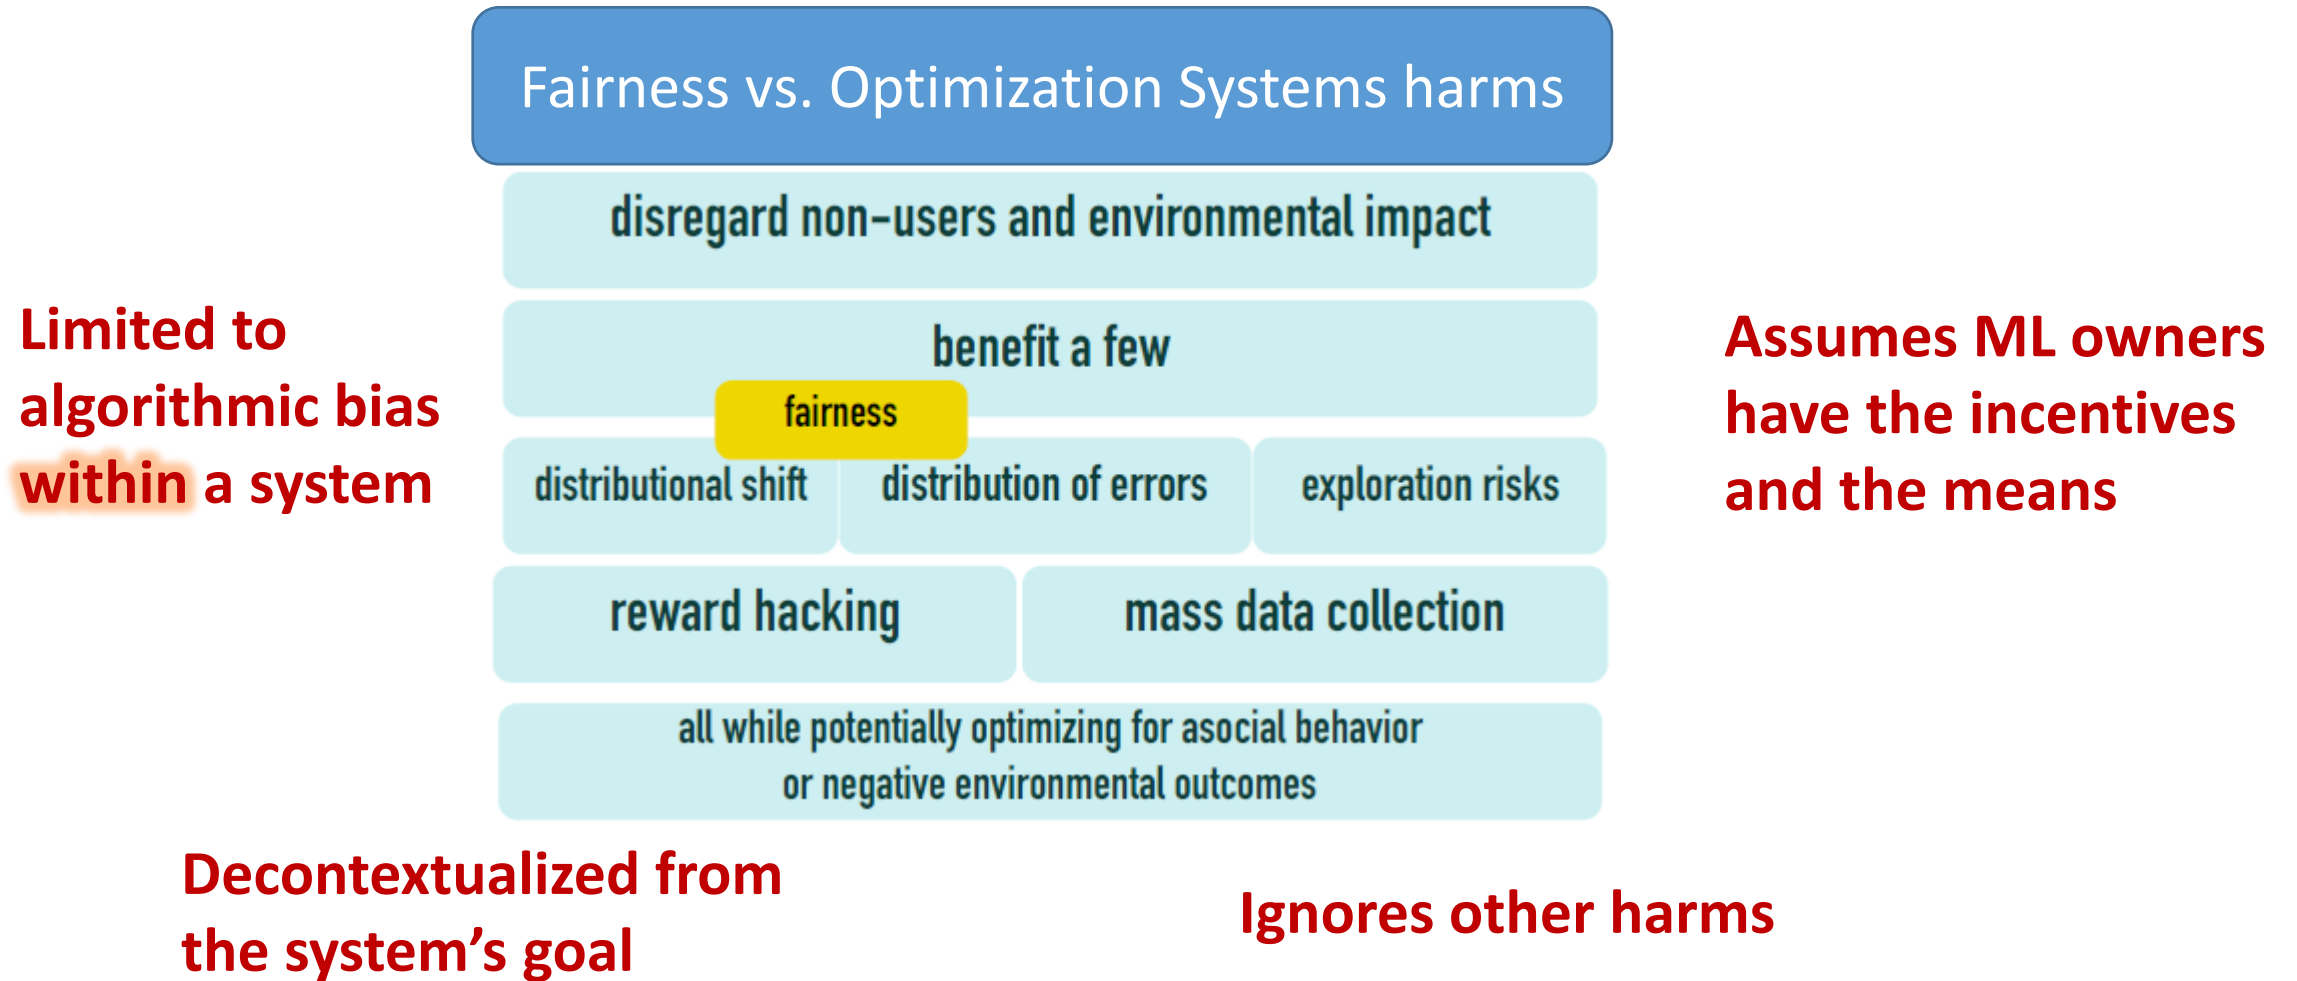 Fairness vs. Optimization Systems harms
disregard non-users and environmental impact
benefit a few
fairness
distributional shift
distribution of errors
exploration risks
reward hacking
mass data collection
all while potentially optimizing for asocial behavior
or negative environmental outcomes
Limited to
algorithmic bias
within a system
Assumes ML owners
have the incentives
and the means
Decontextualized from
the system’s goal
Ignores other harms